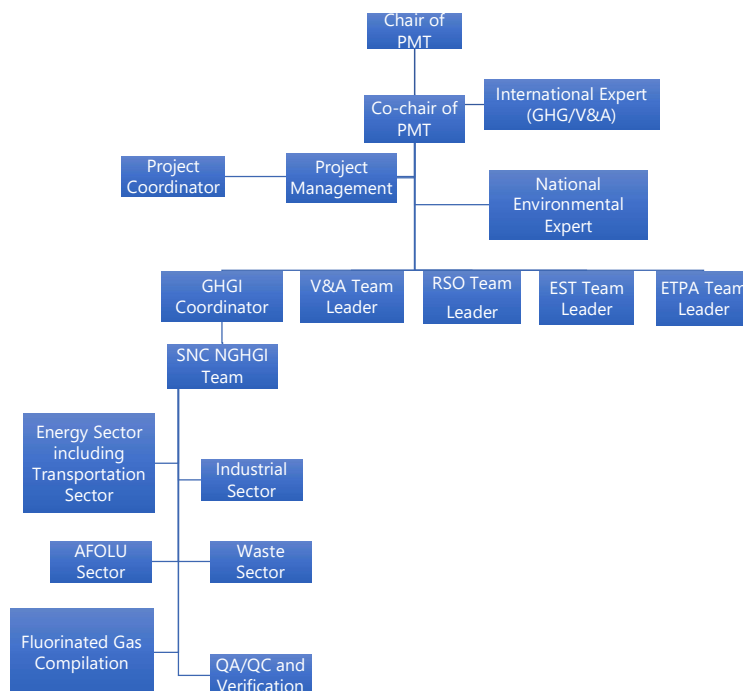 Chair of
PMT
Co-chair of
PMT
International Expert
(GHG/V&A)
Project
Coordinator
Project
Management
National
Environmental
Expert
GHGI
Coordinator
V&A Team
Leader
RSO Team
Leader
EST Team
Leader
ETPA Team
Leader
SNC NGHGI
Team
Energy Sector
including
Transportation
Sector
Industrial
Sector
AFOLU
Sector
Waste
Sector
Fluorinated Gas
Compilation
QA/QC and
Verification